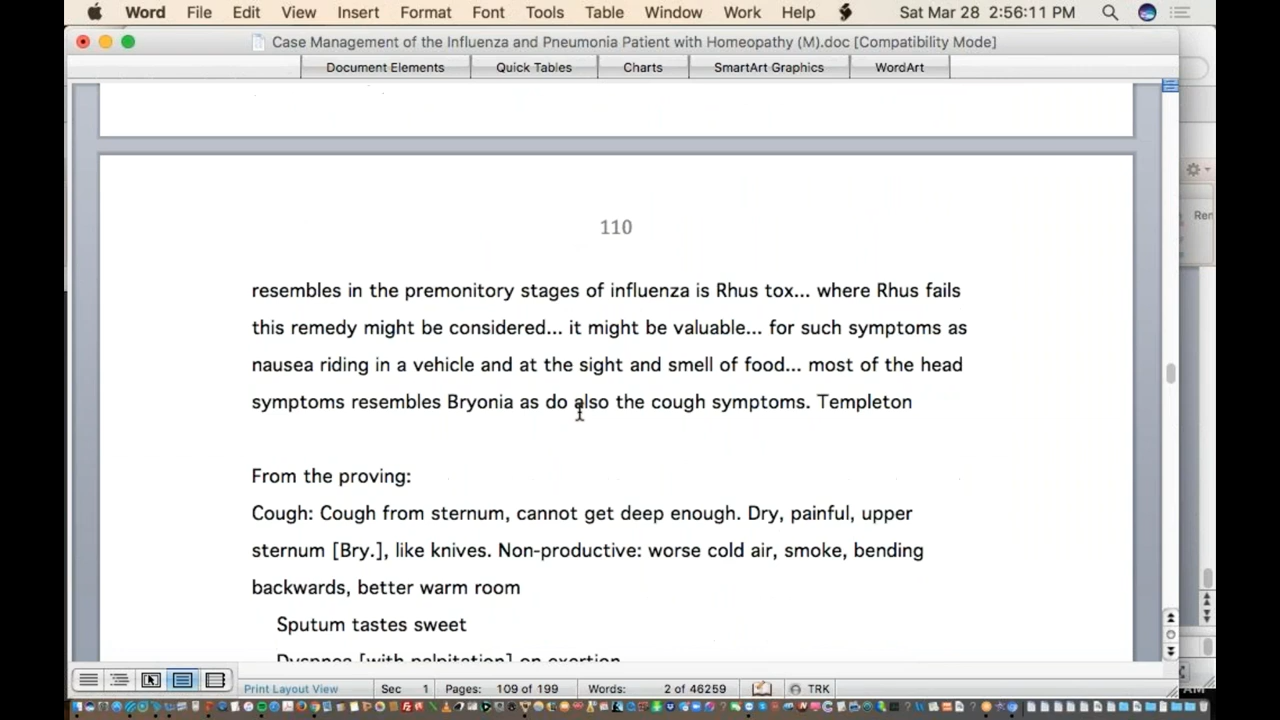 Word File Edit View Insert Format Font Tools Table Window Work Help Sat Mar 28 2:56:11 PM
Case Management of the Influenza and Pneumonia Patient with Homeopathy (M).doc [Compatibility Mode]
Document Elements Quick Tables Charts SmartArt Graphics WordArt
110
resembles in the premonitory stages of influenza is Rhus tox... where Rhus fails
this remedy might be considered... it might be valuable... for such symptoms as
nausea riding in a vehicle and at the sight and smell of food... most of the head
symptoms resembles Bryonia as do also the cough symptoms. Templeton
From the proving:
Cough: Cough from sternum, cannot get deep enough. Dry, painful, upper
sternum [Bry.], like knives. Non-productive: worse cold air, smoke, bending
backwards, better warm room
Sputum tastes sweet
Dyspnea [with palpitation] on exertion
Print Layout View Sec 1 Pages: 109 of 199 Words: 2 of 46259 TRK
Ren
AM